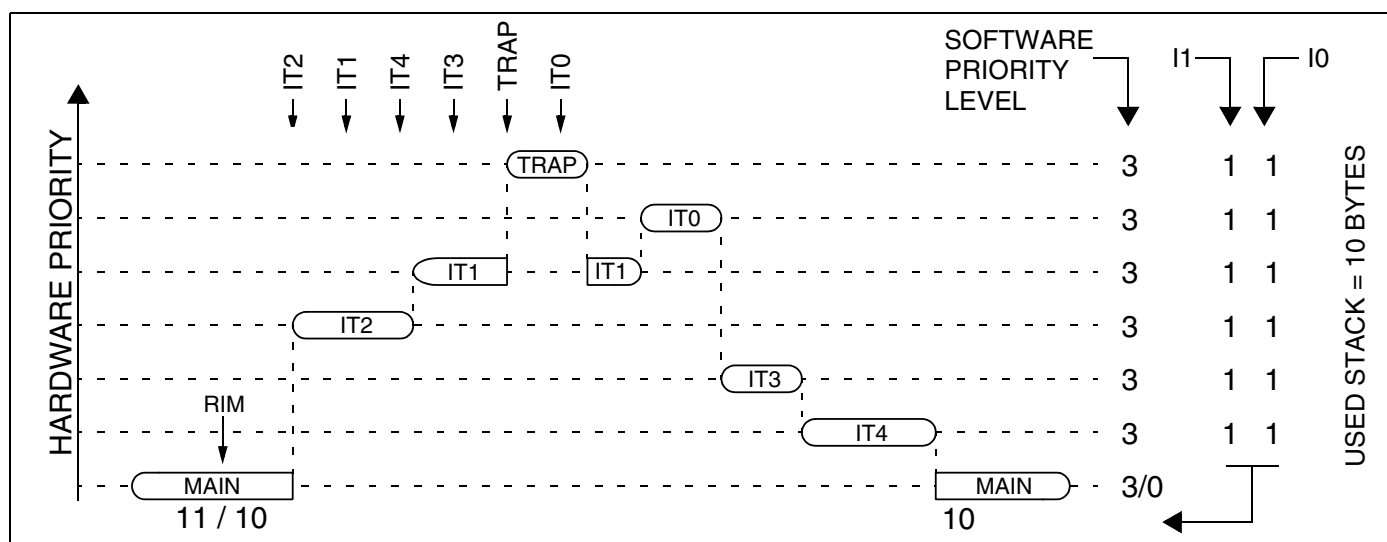 IT2
IT1
IT4
IT3
TRAP
IT0
SOFTWARE
PRIORITY
LEVEL
I1
I0
HARDWARE PRIORITY
TRAP
3
1 1
IT0
3
1 1
IT1
IT1
3
1 1
IT2
3
1 1
IT3
3
1 1
RIM
IT4
3
1 1
MAIN
MAIN
3/0
11 / 10
10
USED STACK = 10 BYTES